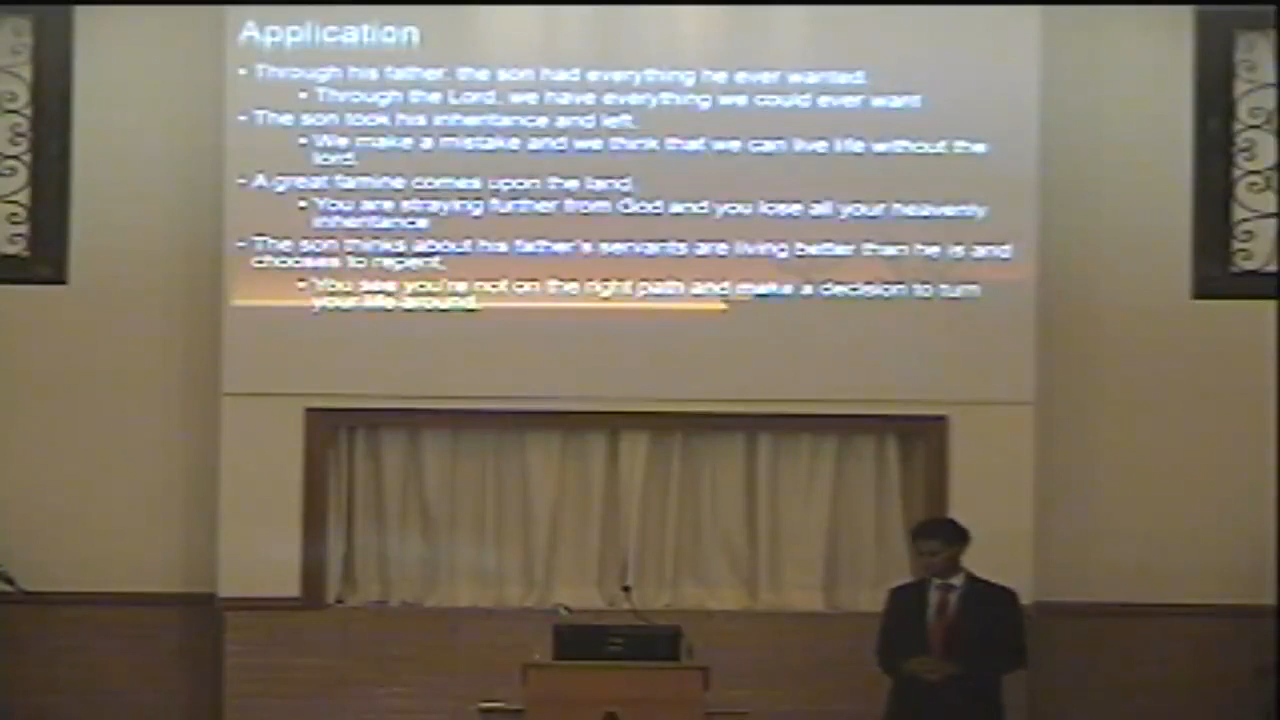 Application
• Through his father, the son had everything he ever wanted.
• Through the Lord, we have everything we could ever want
• The son took his inheritance and left.
• We make a mistake and we think that we can live life without the
lord.
• A great famine comes upon the land.
• You are straying further from God and you lose all your heavenly
inheritance
• The son thinks about his father's servants are living better than he is and
chooses to repent.
• You see you're not on the right path and make a decision to turn
your life around.